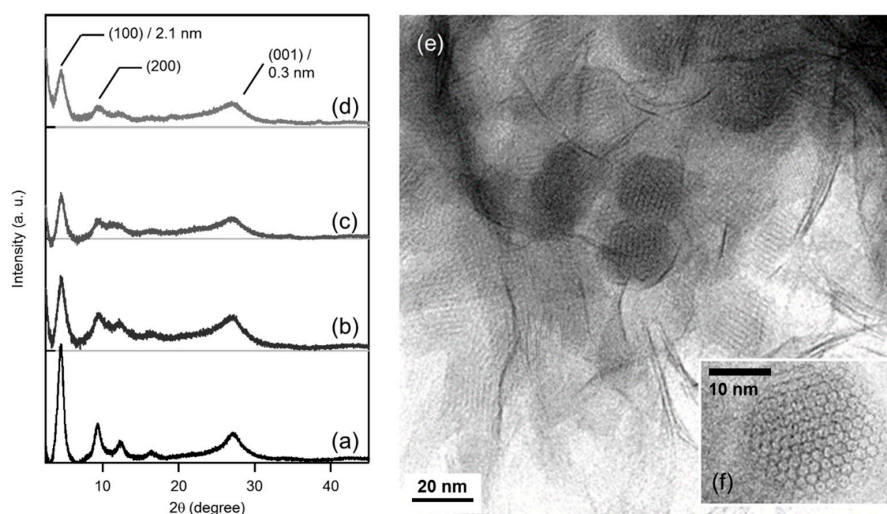 (100) / 2.1 nm
(200)
(001) /
0.3 nm
(d)
(c)
(b)
(a)
Intensity (a. u.)
10
20
30
40
2θ (degree)
(e)
20 nm
10 nm
(f)